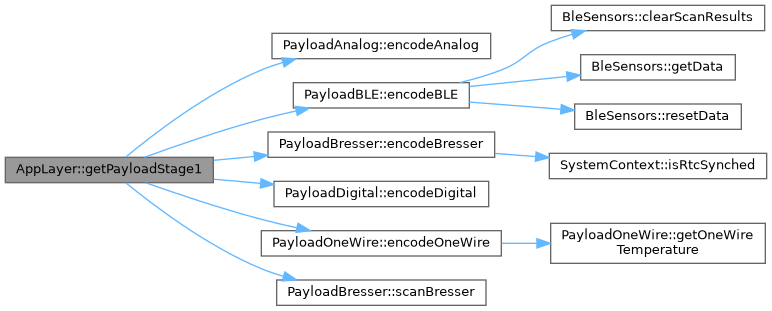 AppLayer::getPayloadStage1
PayloadAnalog::encodeAnalog
PayloadBLE::encodeBLE
BleSensors::clearScanResults
BleSensors::getData
BleSensors::resetData
PayloadBresser::encodeBresser
SystemContext::isRtcSynched
PayloadDigital::encodeDigital
PayloadOneWire::encodeOneWire
PayloadOneWire::getOneWire
Temperature
PayloadBresser::scanBresser